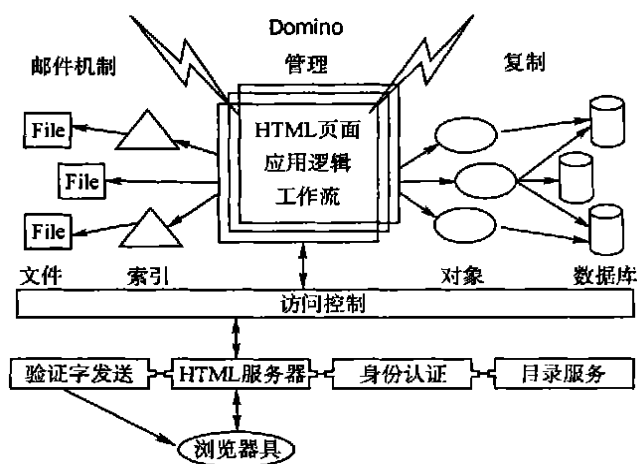 Domino
邮件机制
管理
复制
File
HTML页面
File
应用逻辑
工作流
File
文件
索引
对象
数据库
访问控制
验证字发送
HTML服务器
身份认证
目录服务
浏览器具